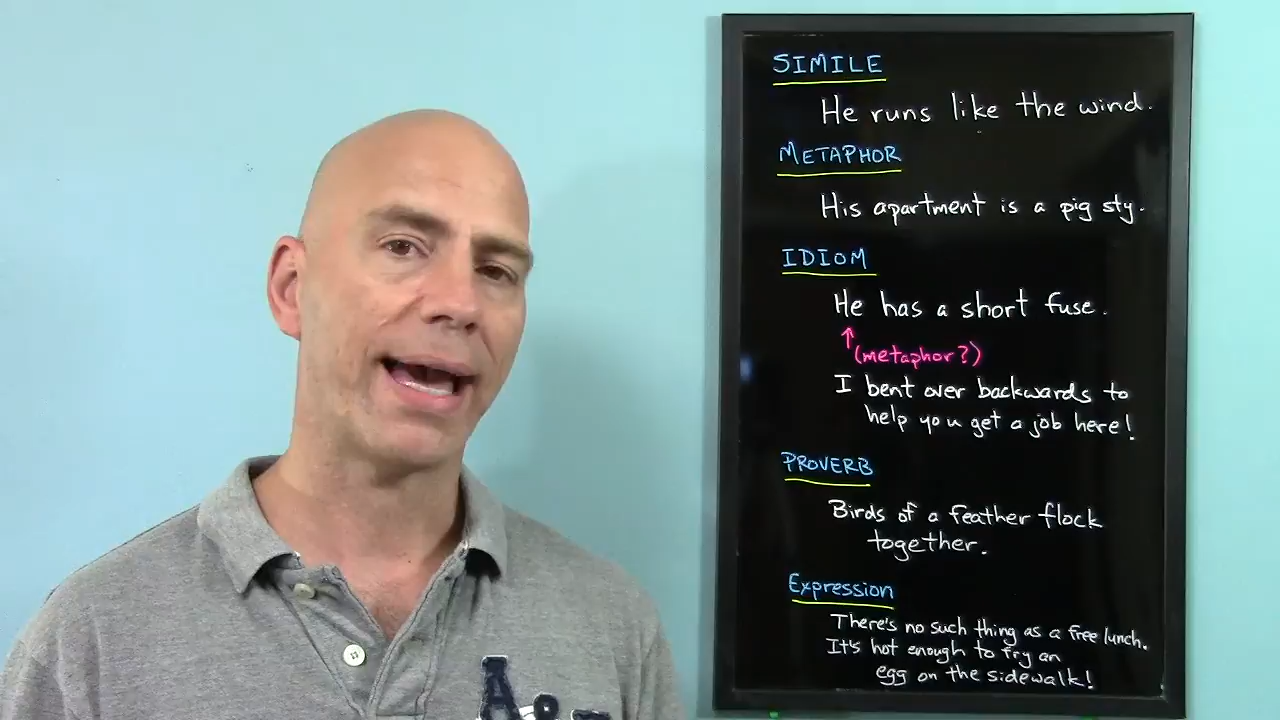 SIMILE
He runs like the wind.
METAPHOR
His apartment is a pig sty.
IDIOM
He has a short fuse.
(metaphor?)
I bent over backwards to
help you get a job here!
PROVERB
Birds of a feather flock
together.
Expression
There's no such thing as a free lunch.
It's hot enough to fry an
egg on the sidewalk!
A